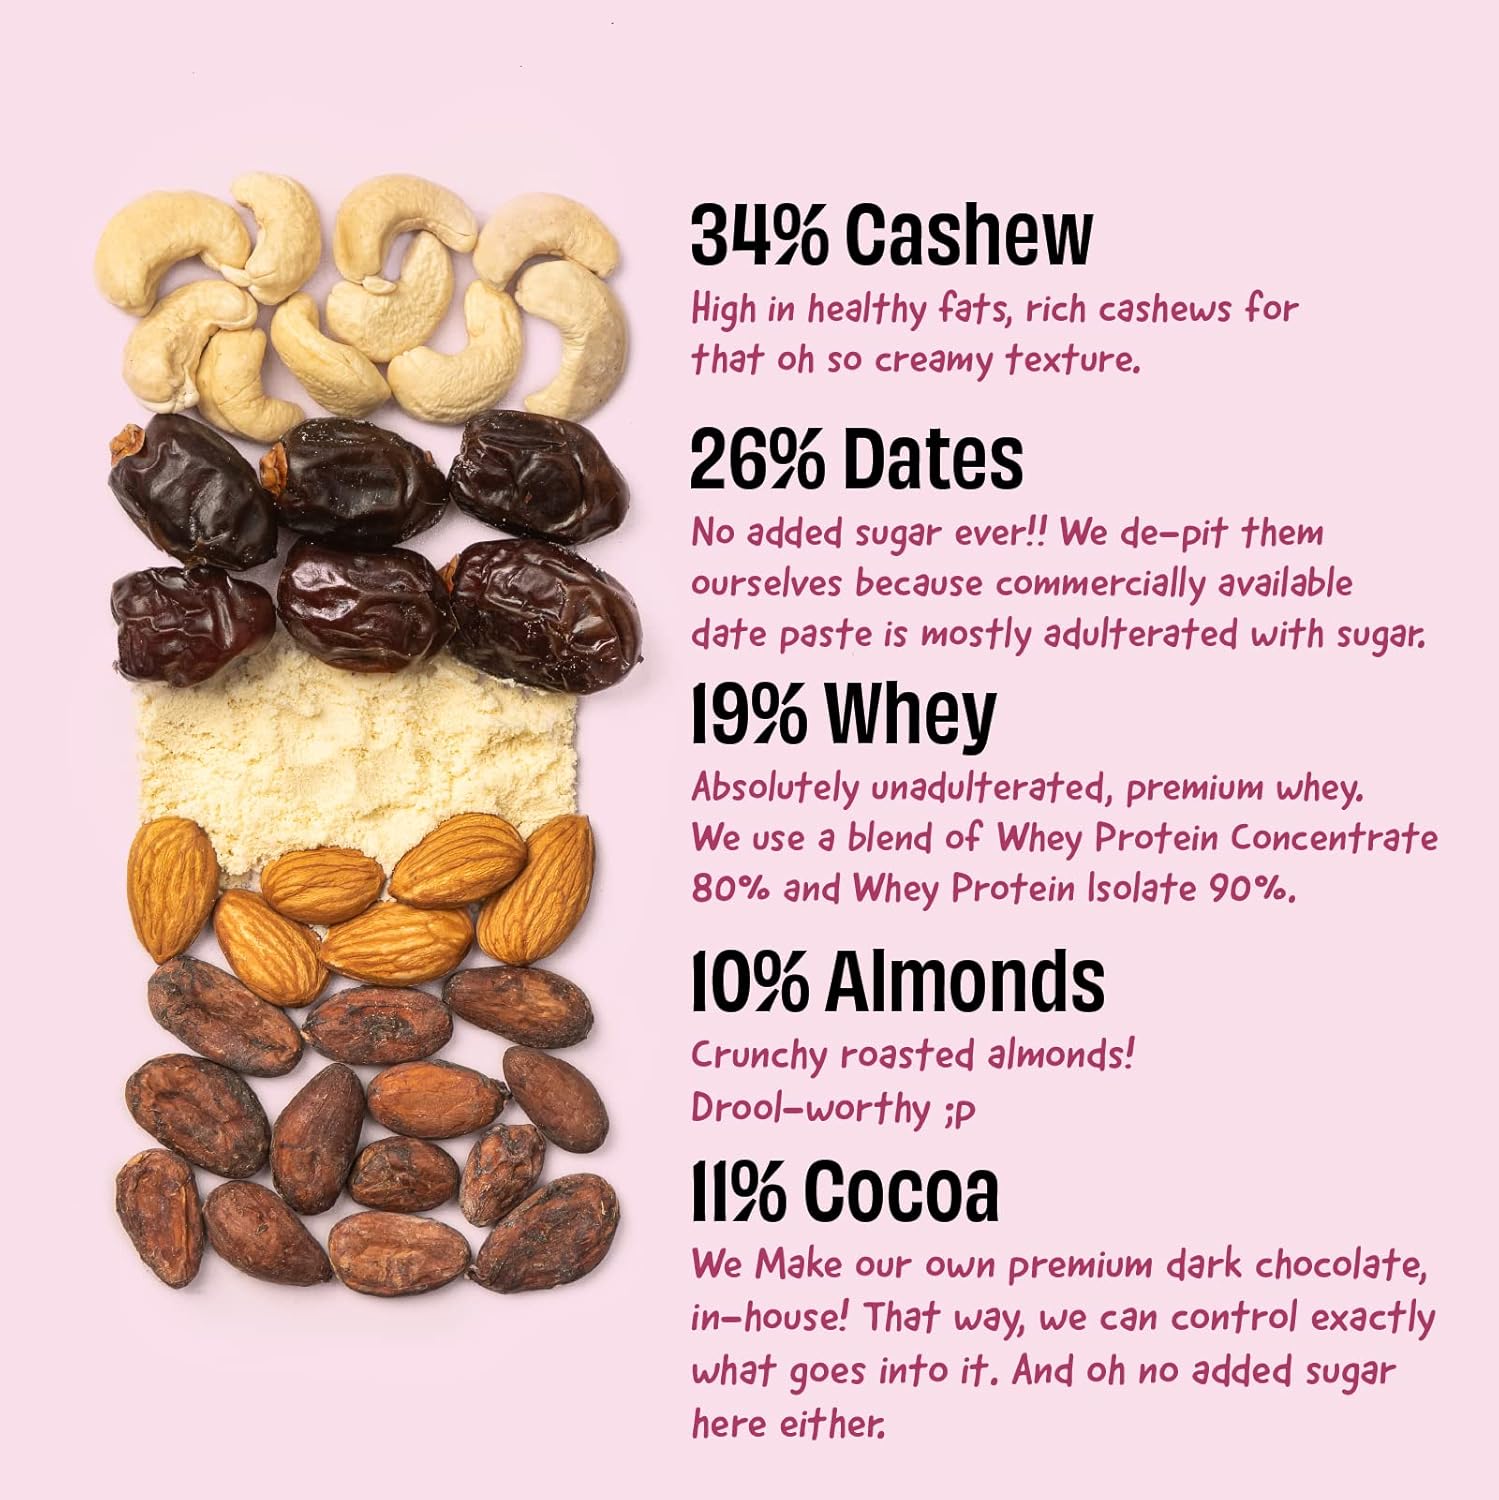 34% Cashew
High in healthy fats, rich cashews for
that oh so creamy texture.
26% Dates
No added sugar ever!! We de-pit them
ourselves because commercially available
date paste is mostly adulterated with sugar.
19% Whey
Absolutely unadulterated, premium whey.
We use a blend of Whey Protein Concentrate
80% and Whey Protein Isolate 90%.
10% Almonds
Crunchy roasted almonds!
Drool-worthy ;p
11% Cocoa
We Make our own premium dark chocolate,
in-house! That way, we can control exactly
what goes into it. And oh no added sugar
here either.